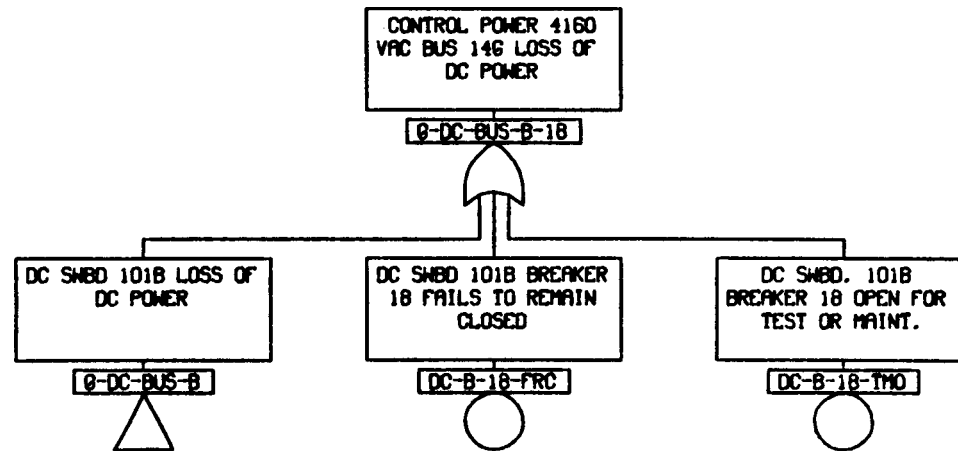 CONTROL POWER 4160
VAC BUS 14G LOSS OF
DC POWER
G-DC-BUS-B-18
DC SWBD 101B LOSS OF
DC POWER
G-DC-BUS-B
DC SWBD 101B BREAKER
18 FAILS TO REMAIN
CLOSED
DC-B-18-FRC
DC SWBD. 101B
BREAKER 18 OPEN FOR
TEST OR MAINT.
DC-B-18-TMO